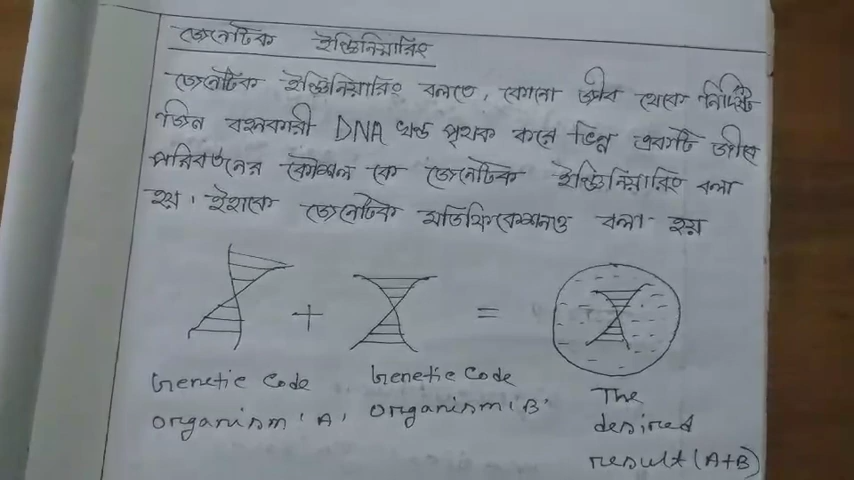 জেনেটিক ইঞ্জিনিয়ারিং
জেনেটিক ইঞ্জিনিয়ারিং বলতে, কোনো জীব থেকে নির্দিষ্ট
জিন বহনকারী DNA খন্ড পৃথক করে ভিন্ন একটি জীবে
পরিবর্তনের কৌশল কে জেনেটিক ইঞ্জিনিয়ারিং বলা
হয়। ইহাকে জেনেটিক মডিফিকেশনও বলা হয়
+ =
Genetic Code Genetic Code The
organism 'A' organism 'B' desired
result (A+B)